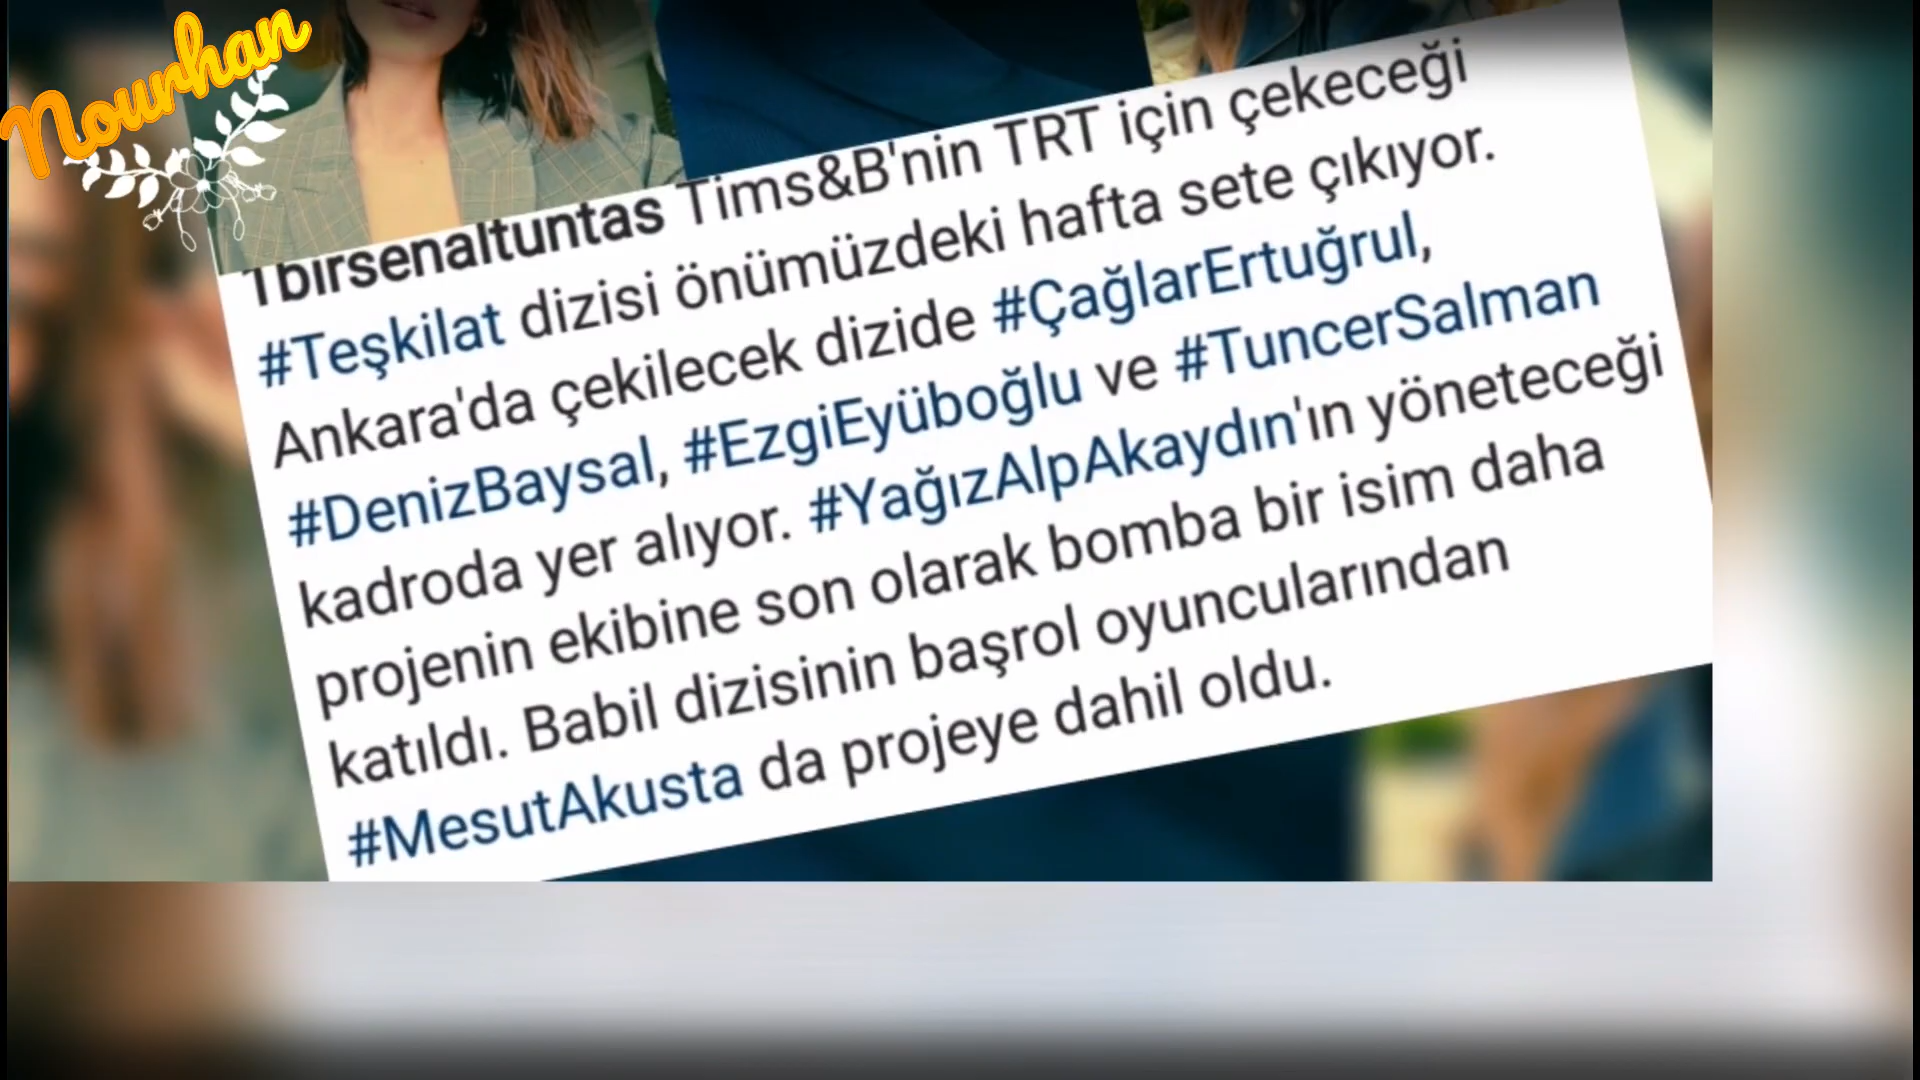 Nourhan
1birsenaltuntas Tims&B'nin TRT için çekeceği
#Teşkilat dizisi önümüzdeki hafta sete çıkıyor.
Ankara'da çekilecek dizide #ÇağlarErtuğrul,
#DenizBaysal, #EzgiEyüboğlu ve #TuncerSalman
kadroda yer alıyor. #YağızAlpAkaydın'ın yöneteceği
projenin ekibine son olarak bomba bir isim daha
katıldı. Babil dizisinin başrol oyuncularından
#MesutAkusta da projeye dahil oldu.